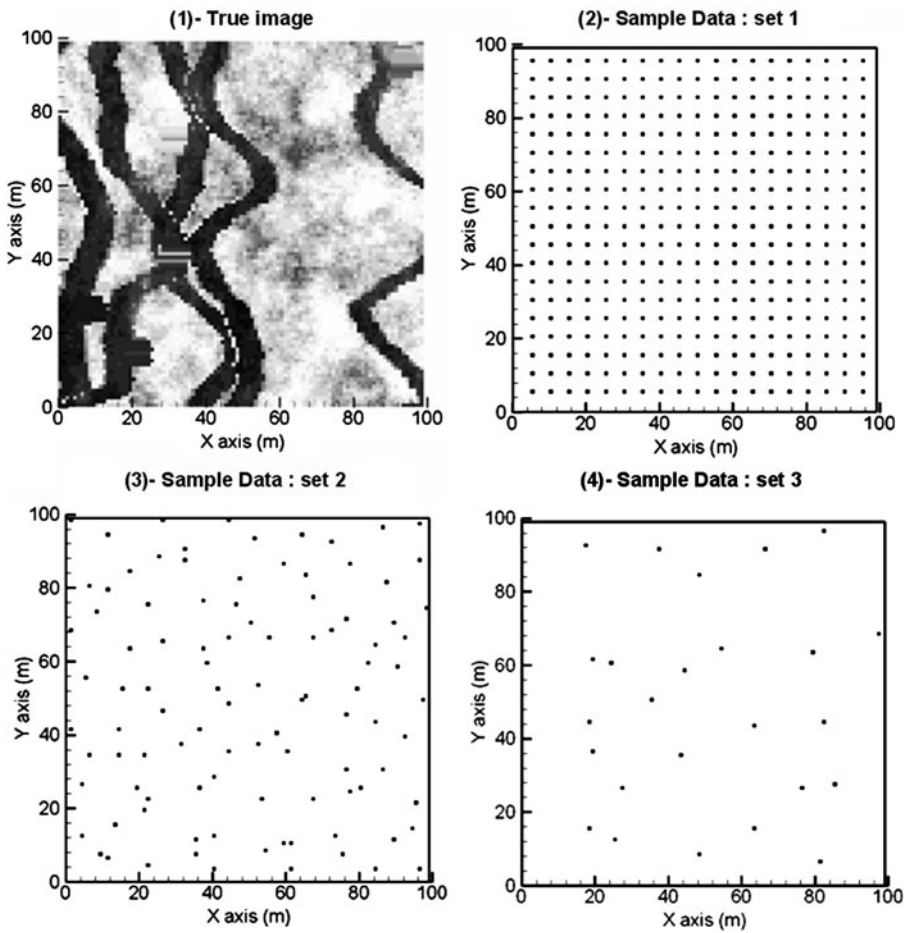 (1)- True image
100
80
60
40
20
0
Y axis (m)
0 20 40 60 80 100
X axis (m)
(2)- Sample Data : set 1
100
80
60
40
20
0
Y axis (m)
0 20 40 60 80 100
X axis (m)
(3)- Sample Data : set 2
100
80
60
40
20
0
Y axis (m)
0 20 40 60 80 100
X axis (m)
(4)- Sample Data : set 3
100
80
60
40
20
0
Y axis (m)
20 40 60 80 100
X axis (m)